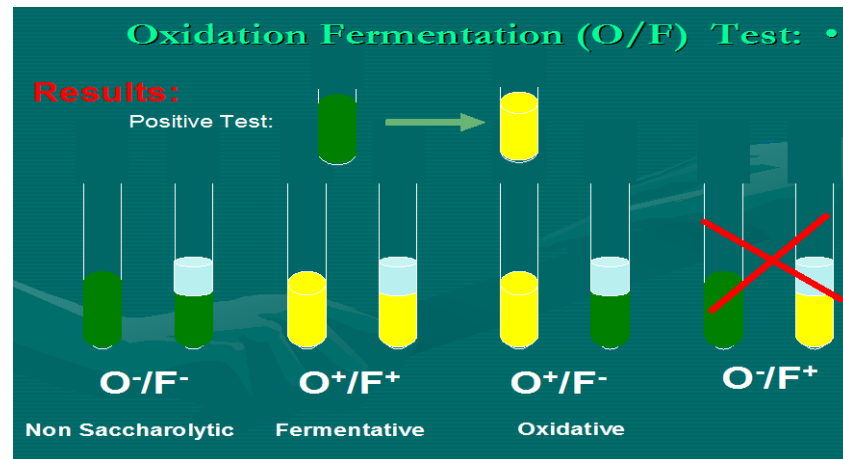 Oxidation Fermentation (O/F) Test: •
Results:
Positive Test:
O-/F- O+/F+ O+/F- O-/F+
Non Saccharolytic Fermentative Oxidative